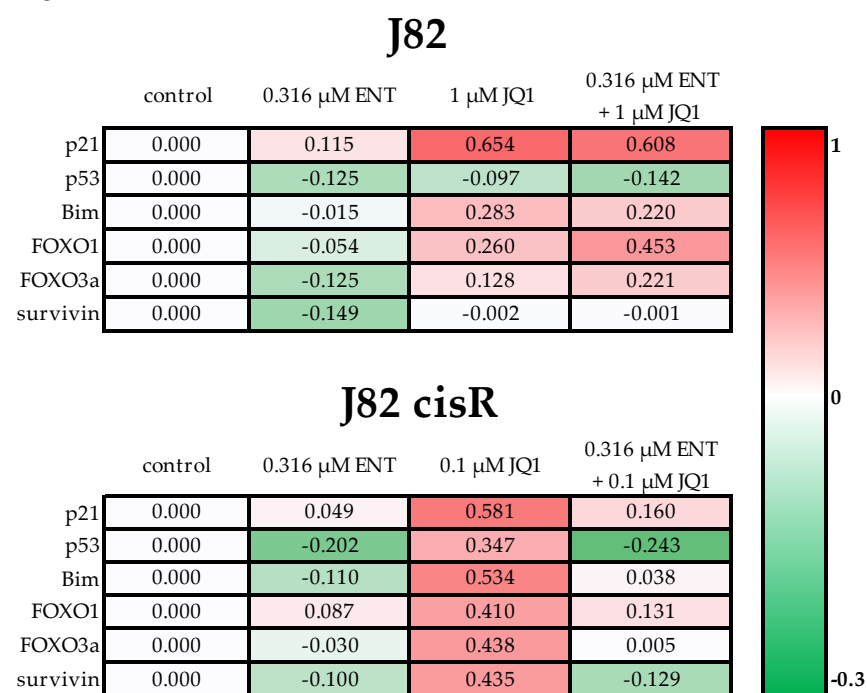 J82
control 0.316 µM ENT 1 µM JQ1 0.316 µM ENT
+ 1 µM JQ1
p21 0.000 0.115 0.654 0.608
p53 0.000 -0.125 -0.097 -0.142
Bim 0.000 -0.015 0.283 0.220
FOXO1 0.000 -0.054 0.260 0.453
FOXO3a 0.000 -0.125 0.128 0.221
survivin 0.000 -0.149 -0.002 -0.001
J82 cisR
control 0.316 µM ENT 0.1 µM JQ1 0.316 µM ENT
+ 0.1 µM JQ1
p21 0.000 0.049 0.581 0.160
p53 0.000 -0.202 0.347 -0.243
Bim 0.000 -0.110 0.534 0.038
FOXO1 0.000 0.087 0.410 0.131
FOXO3a 0.000 -0.030 0.438 0.005
survivin 0.000 -0.100 0.435 -0.129
1
0
-0.3